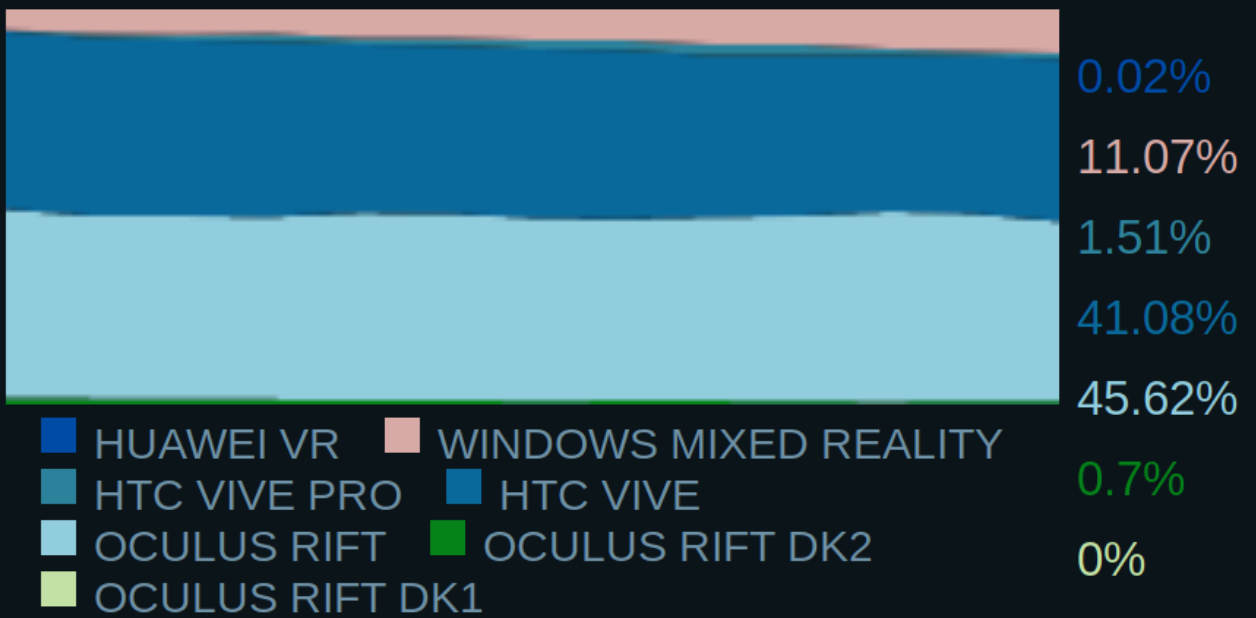 0.02%
11.07%
1.51%
41.08%
45.62%
0.7%
0%
HUAWEI VR WINDOWS MIXED REALITY
HTC VIVE PRO HTC VIVE
OCULUS RIFT OCULUS RIFT DK2
OCULUS RIFT DK1